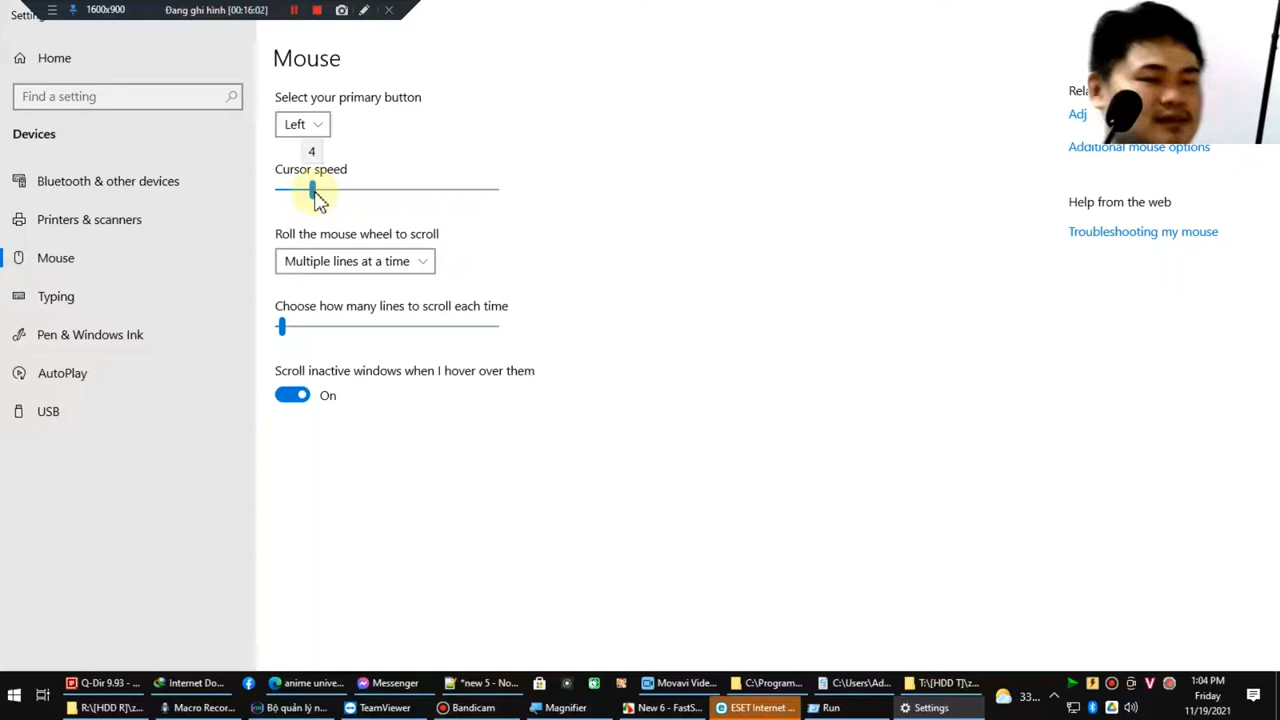 1600x900 Đang ghi hình [00:16:02]
Home
Find a setting
Devices
Bluetooth & other devices
Printers & scanners
Mouse
Typing
Pen & Windows Ink
AutoPlay
USB
Mouse
Select your primary button
Left
4
Cursor speed
Roll the mouse wheel to scroll
Multiple lines at a time
Choose how many lines to scroll each time
Scroll inactive windows when I hover over them
On
Adj
Additional mouse options
Help from the web
Troubleshooting my mouse
Q-Dir 9.93 - ... Internet Do... anime unive... Messenger *new 5 - No... Movavi Vide... C:\Program... C:\Users\Ad... T:\[HDD T]\z...
R:\[HDD R]\z... Macro Recor... Bộ quản lý n... TeamViewer Bandicam Magnifier New 6 - FastS... ESET Internet ... Run Settings
33...
1:04 PM
Friday
11/19/2021